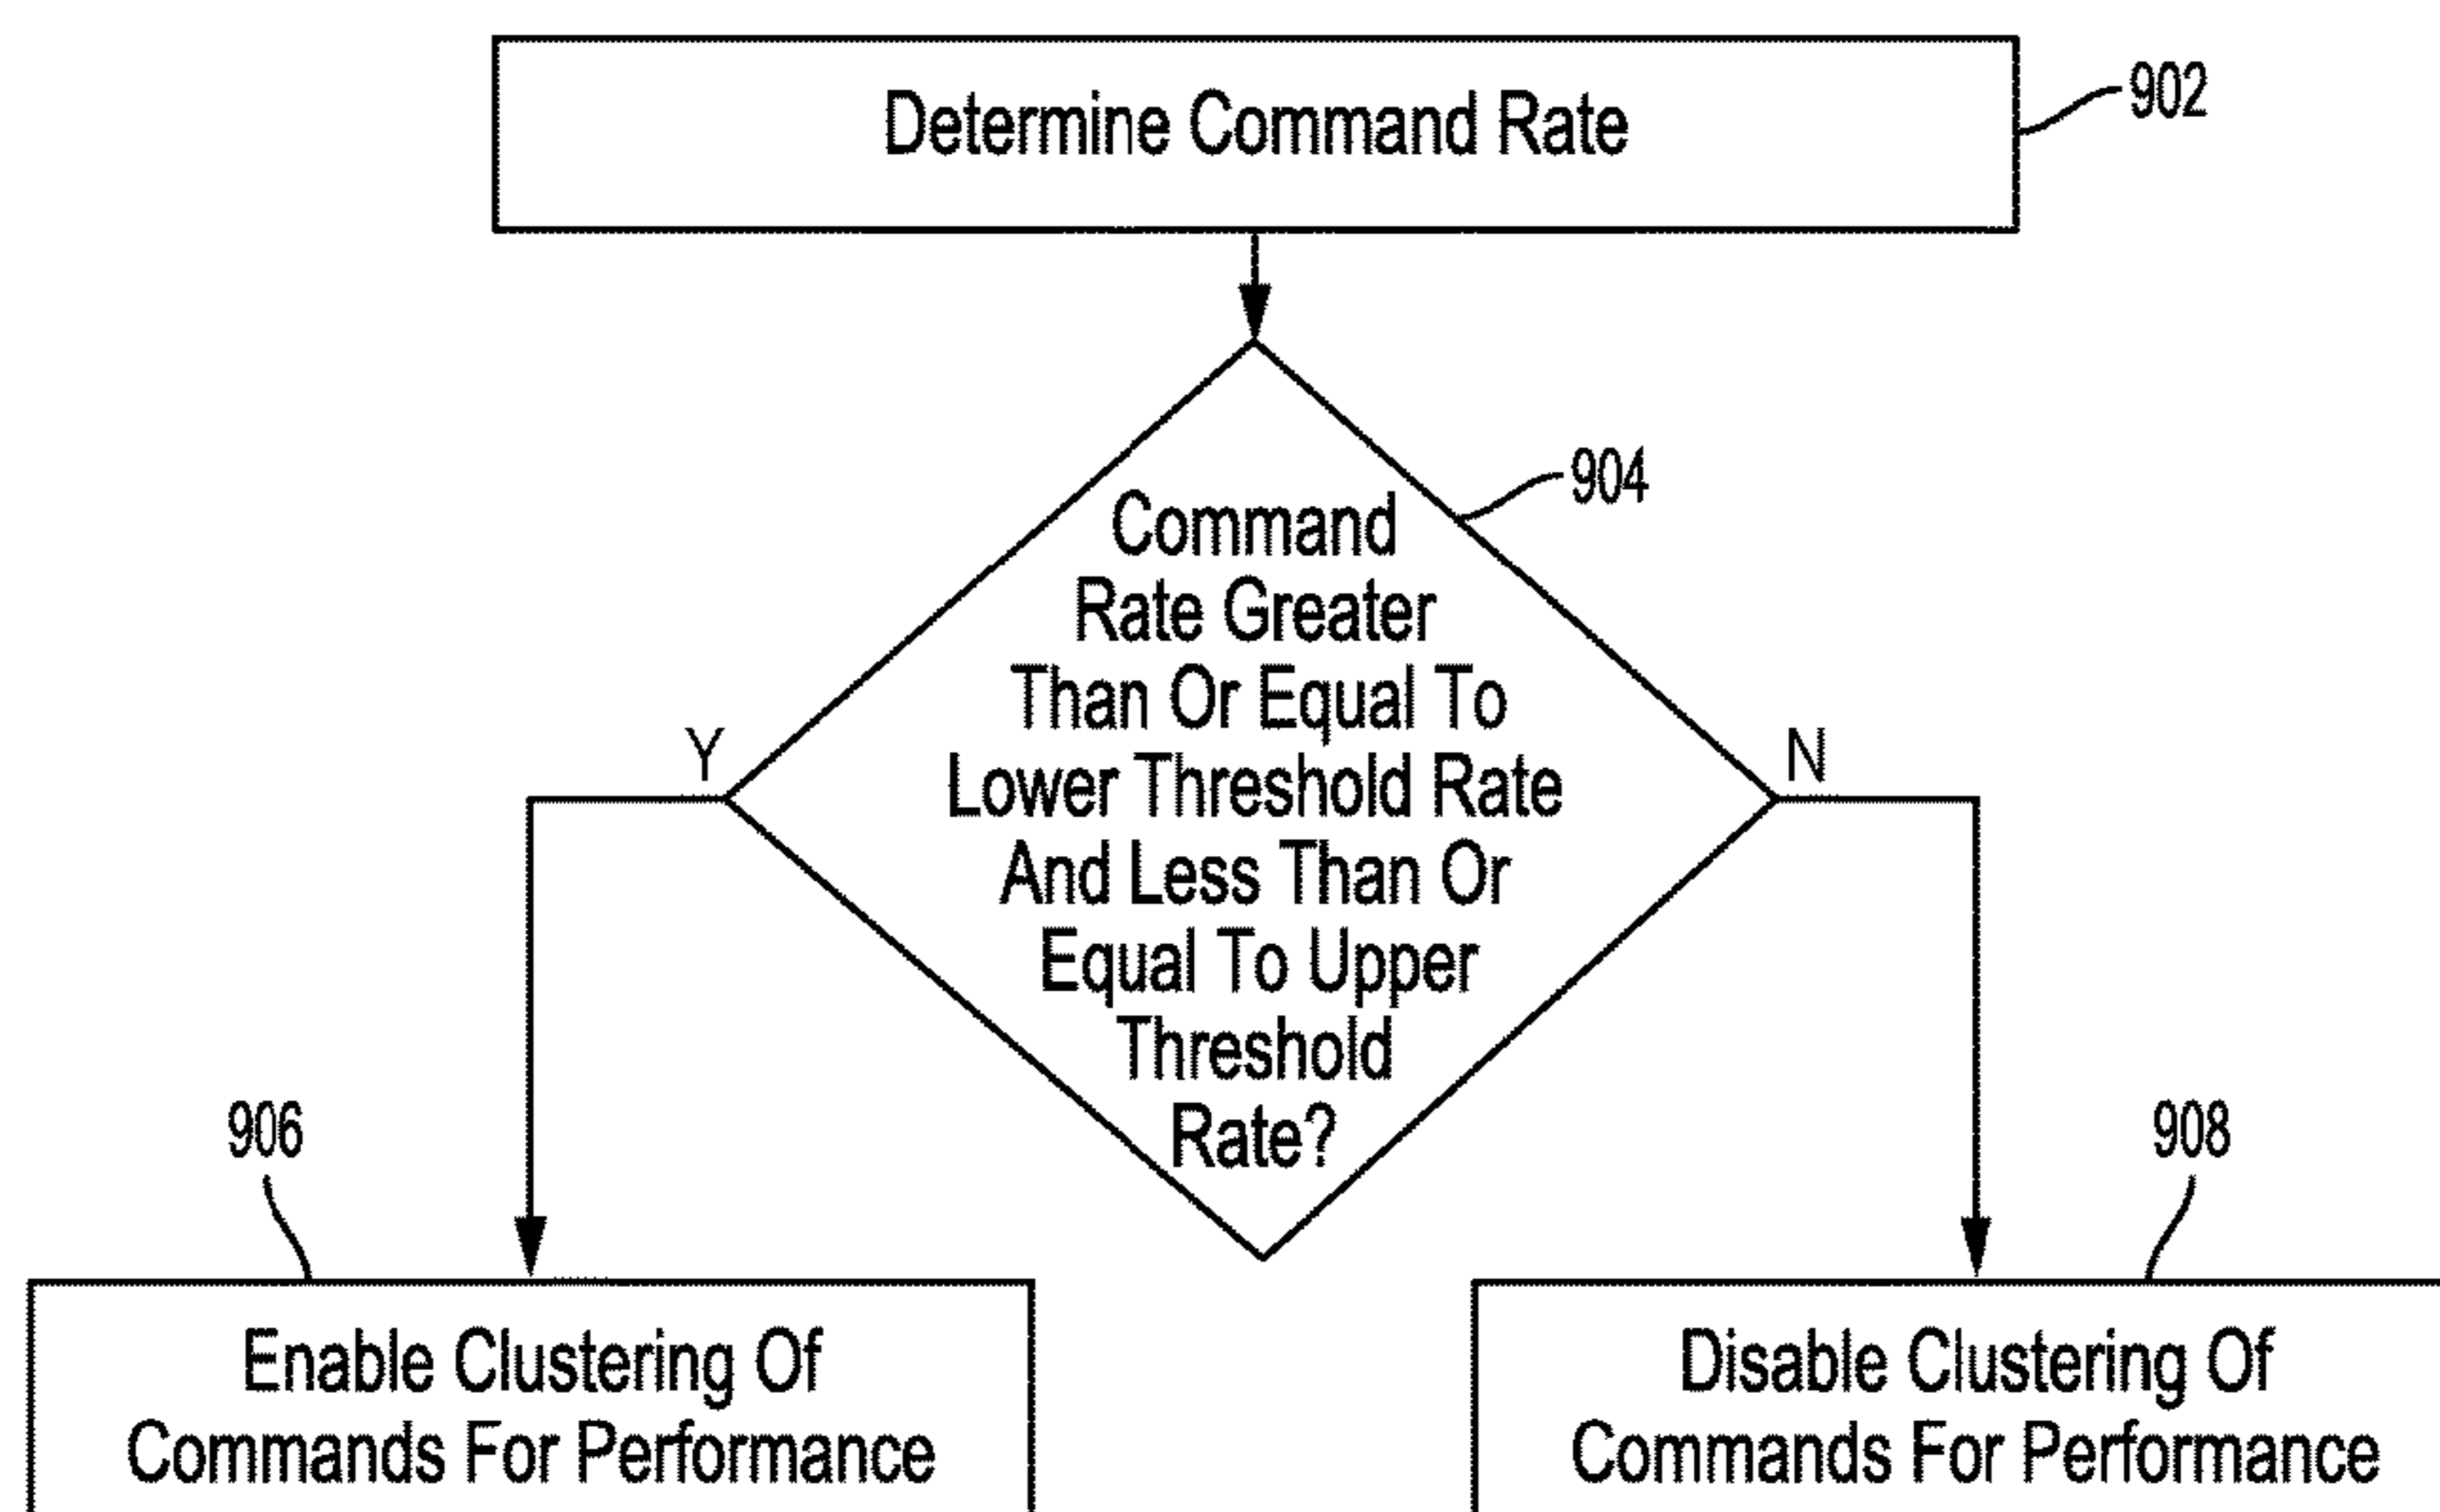 Determine Command Rate
902
904
Command
Rate Greater
Than Or Equal To
Lower Threshold Rate
And Less Than Or
Equal To Upper
Threshold
Rate?
Y
N
906
908
Enable Clustering Of
Commands For Performance
Disable Clustering Of
Commands For Performance